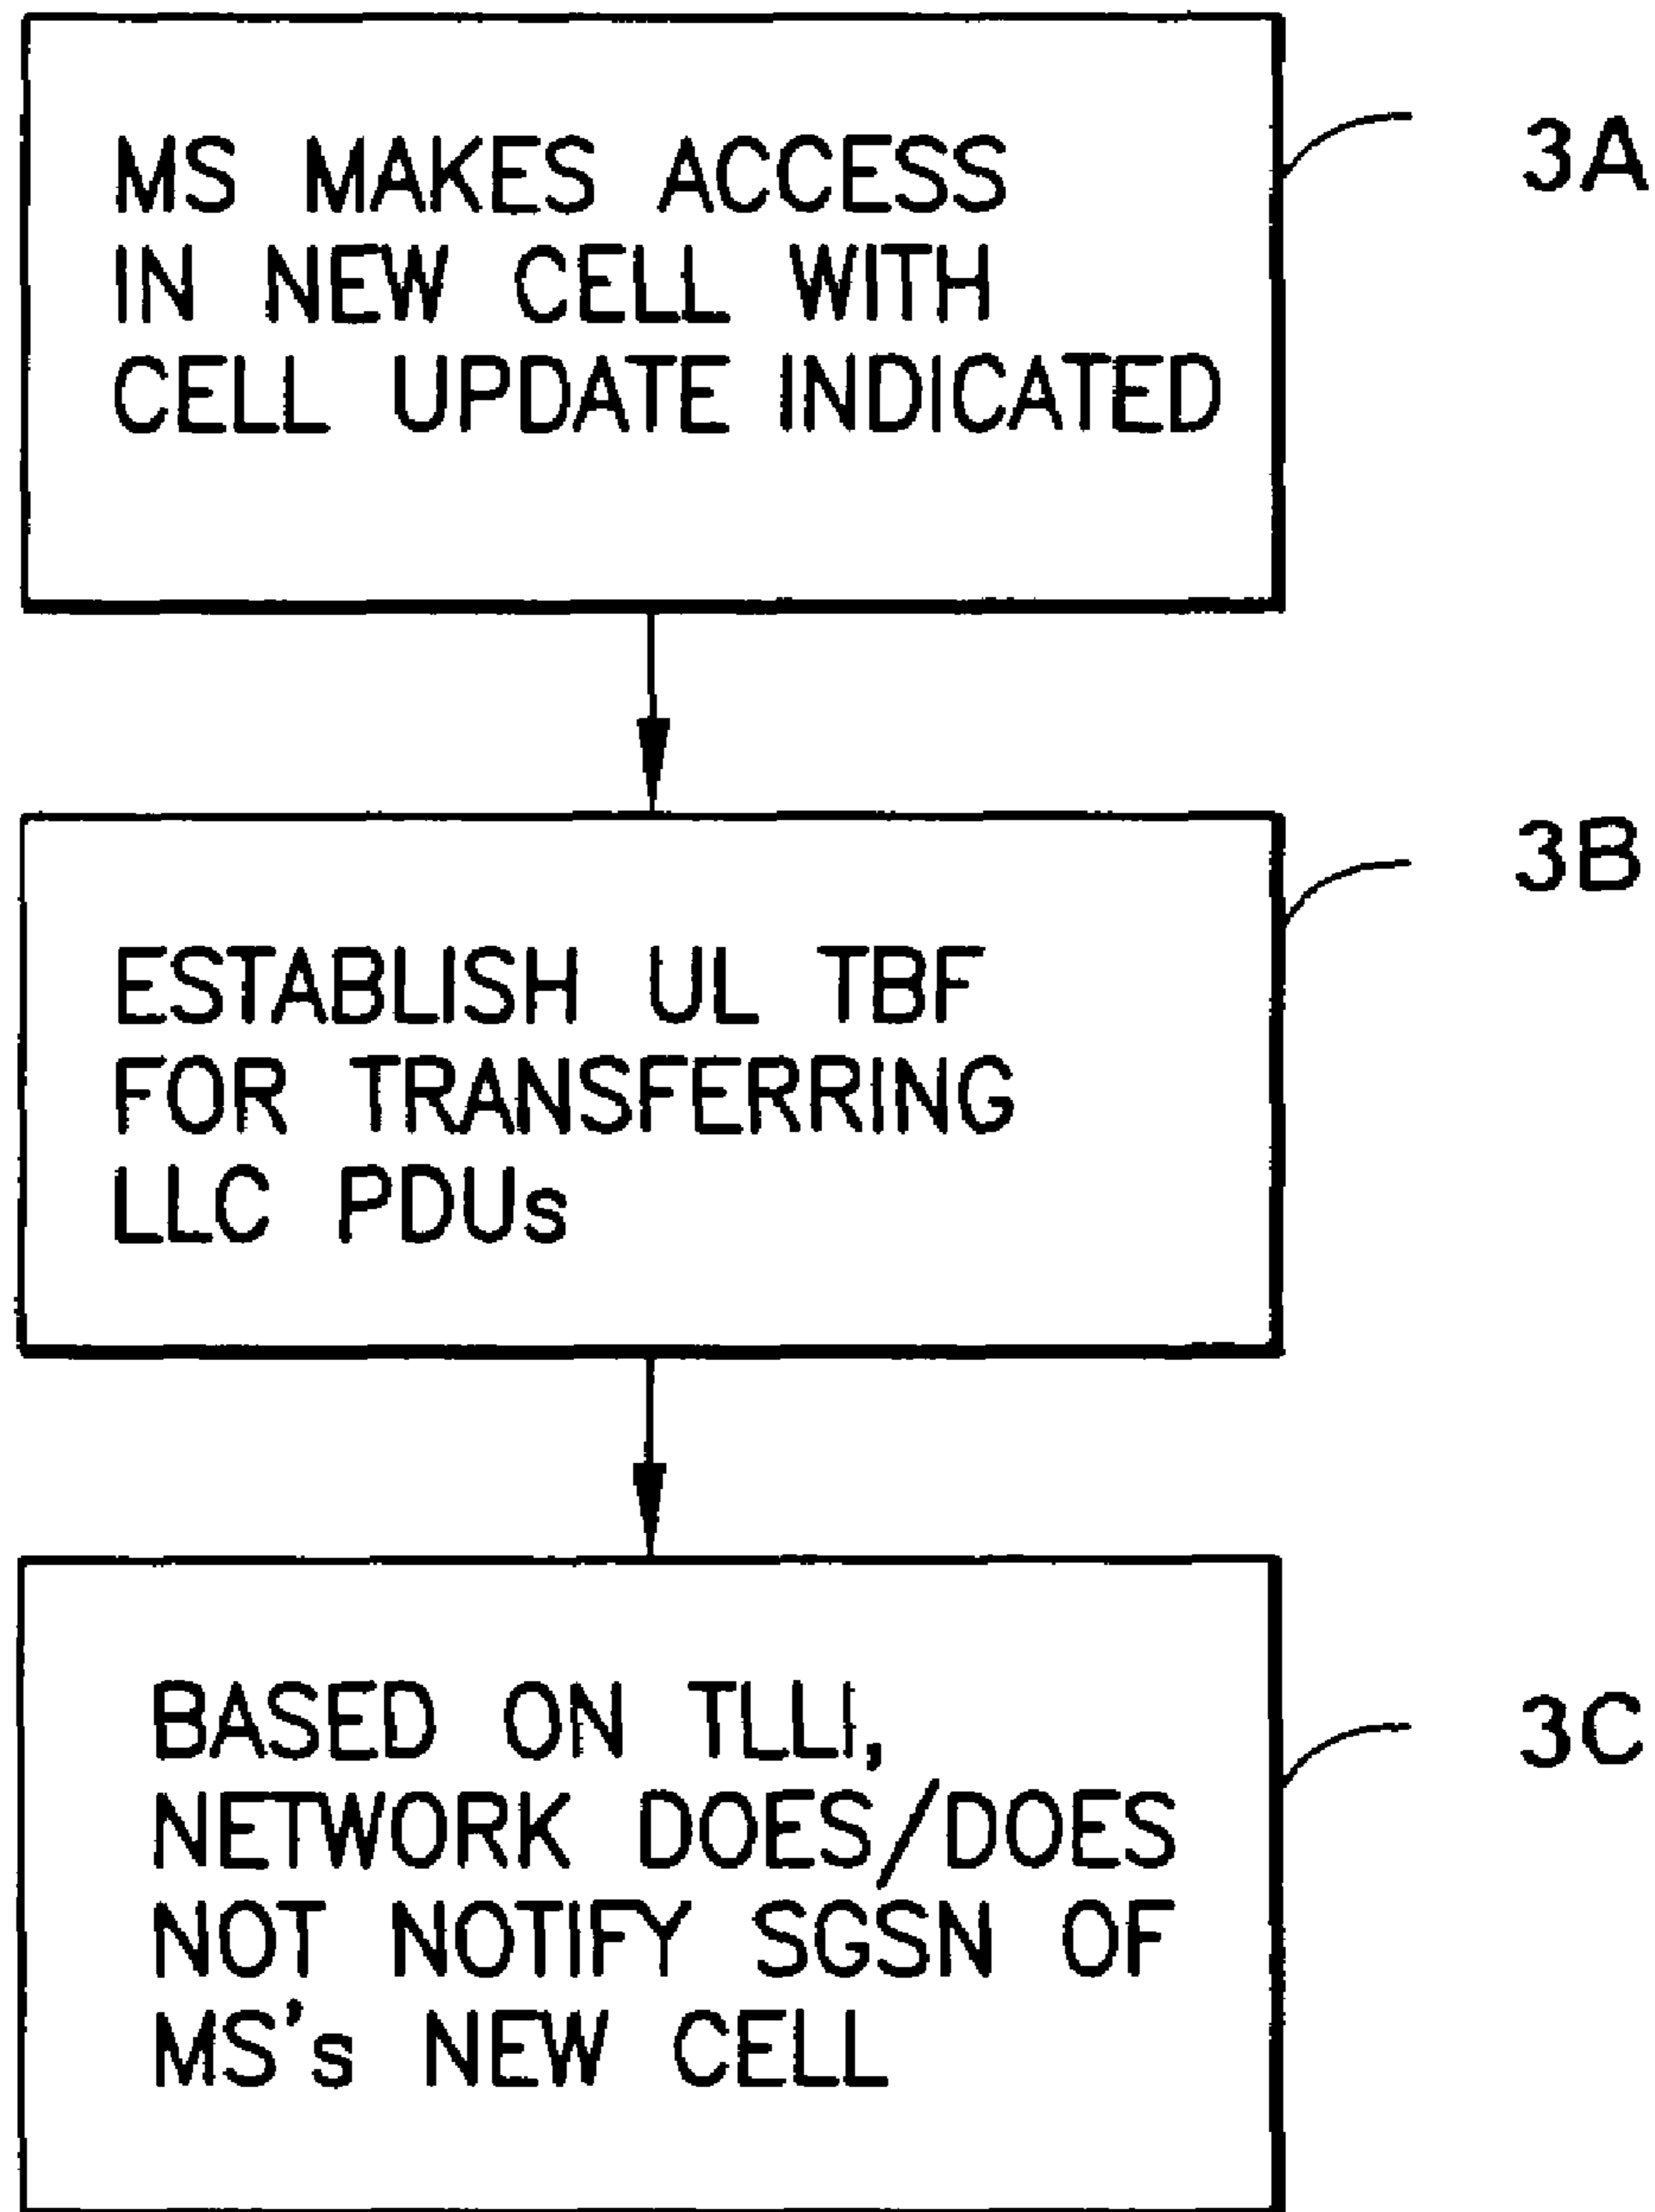 MS MAKES ACCESS
IN NEW CELL WITH
CELL UPDATE INDICATED
3A
ESTABLISH UL TBF
FOR TRANSFERRING
LLC PDUs
3B
BASED ON TLLI,
NETWORK DOES/DOES
NOT NOTIFY SGSN OF
MS's NEW CELL
3C